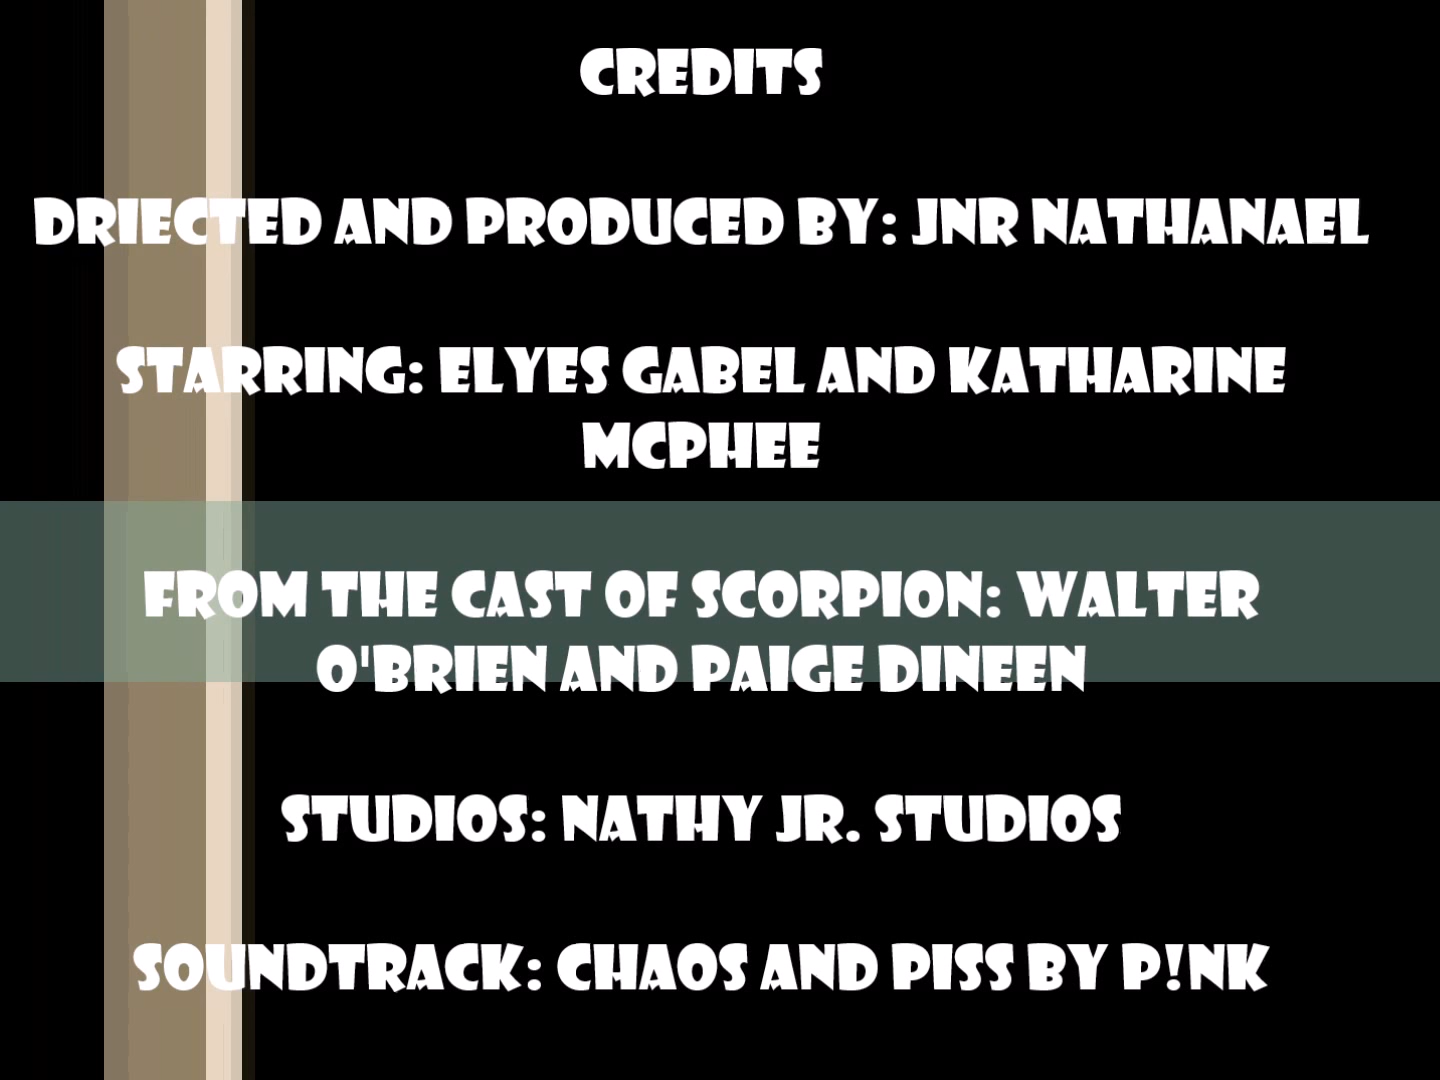 CREDITS
DRIECTED AND PRODUCED BY: JNR NATHANAEL
STARRING: ELYES GABEL AND KATHARINE
MCPHEE
FROM THE CAST OF SCORPION: WALTER
O'BRIEN AND PAIGE DINEEN
STUDIOS: NATHY JR. STUDIOS
SOUNDTRACK: CHAOS AND PISS BY P!NK